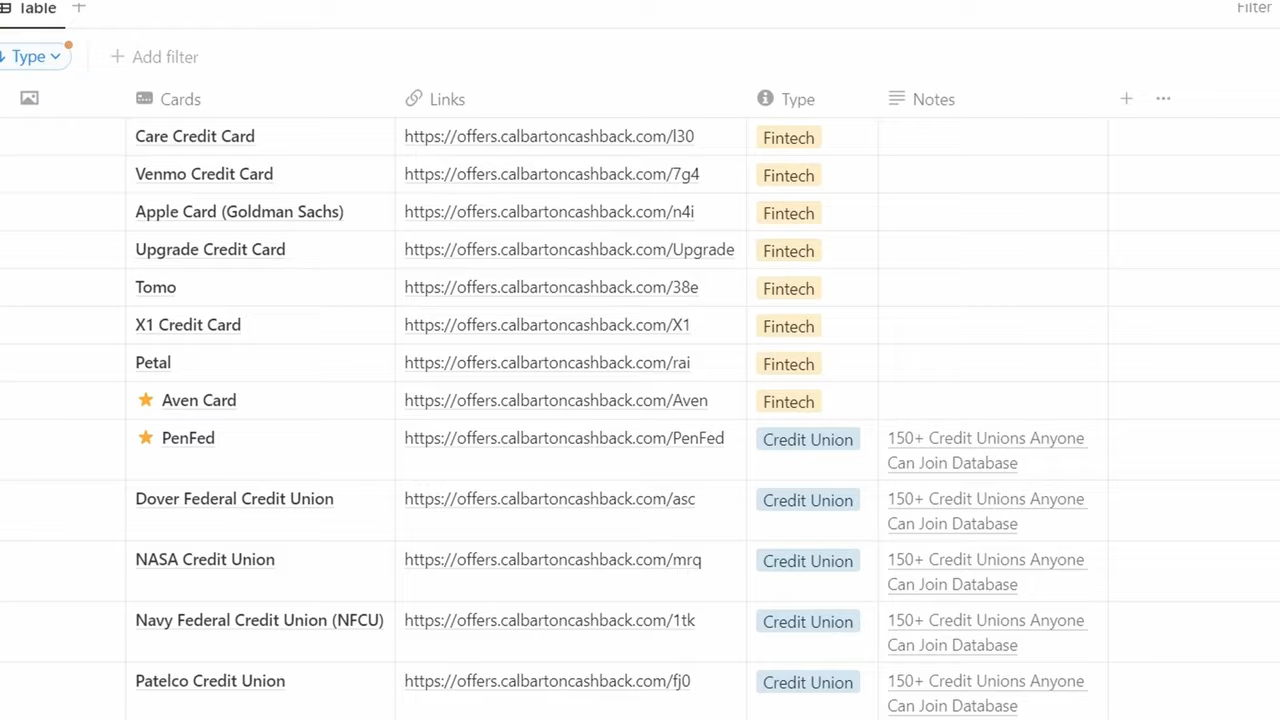 Table
Filter
Type
Add filter
Cards Links Type Notes
Care Credit Card https://offers.calbartoncashback.com/l30 Fintech
Venmo Credit Card https://offers.calbartoncashback.com/7g4 Fintech
Apple Card (Goldman Sachs) https://offers.calbartoncashback.com/n4i Fintech
Upgrade Credit Card https://offers.calbartoncashback.com/Upgrade Fintech
Tomo https://offers.calbartoncashback.com/38e Fintech
X1 Credit Card https://offers.calbartoncashback.com/X1 Fintech
Petal https://offers.calbartoncashback.com/rai Fintech
Aven Card https://offers.calbartoncashback.com/Aven Fintech
PenFed https://offers.calbartoncashback.com/PenFed Credit Union 150+ Credit Unions Anyone
Can Join Database
Dover Federal Credit Union https://offers.calbartoncashback.com/asc Credit Union 150+ Credit Unions Anyone
Can Join Database
NASA Credit Union https://offers.calbartoncashback.com/mrq Credit Union 150+ Credit Unions Anyone
Can Join Database
Navy Federal Credit Union (NFCU) https://offers.calbartoncashback.com/1tk Credit Union 150+ Credit Unions Anyone
Can Join Database
Patelco Credit Union https://offers.calbartoncashback.com/fj0 Credit Union 150+ Credit Unions Anyone
Can Join Database